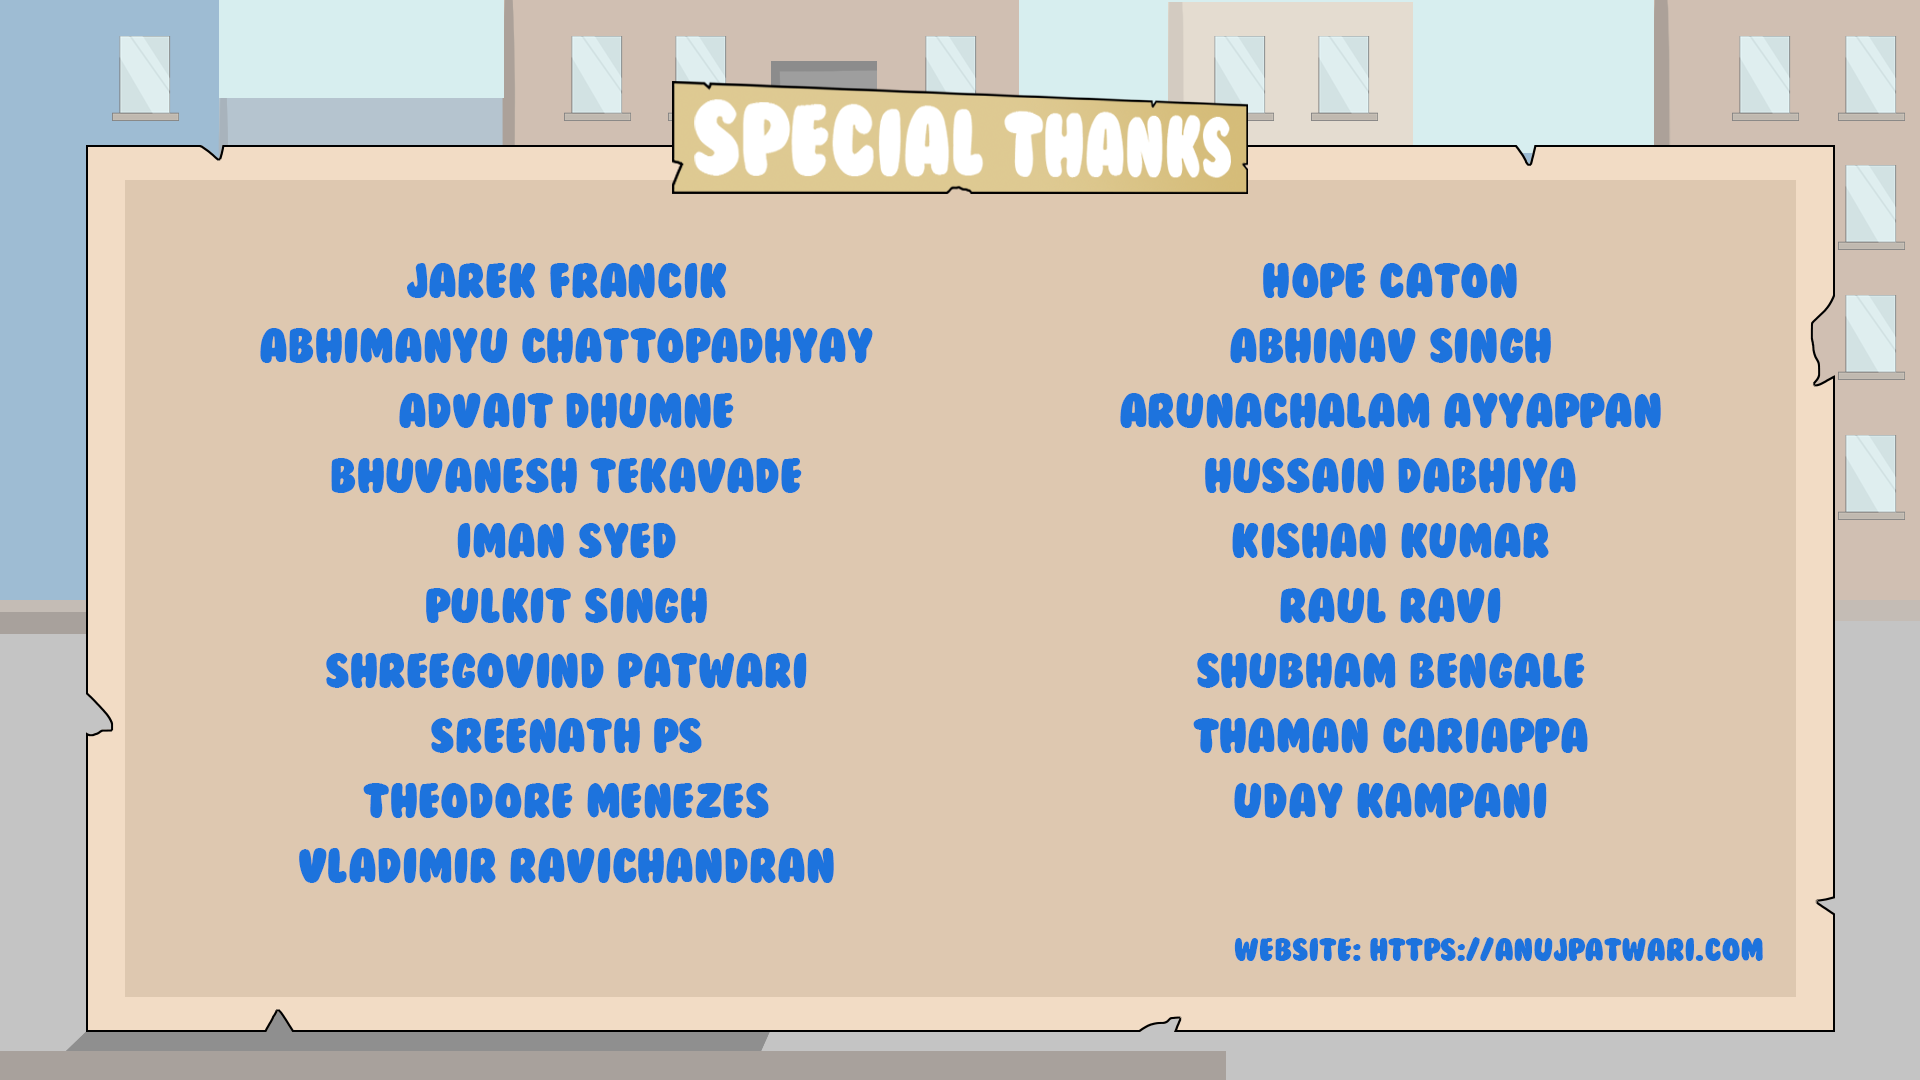 SPECIAL THANKS
JAREK FRANCIK
ABHIMANYU CHATTOPADHYAY
ADVAIT DHUMNE
BHUVANESH TEKAVADE
IMAN SYED
PULKIT SINGH
SHREEGOVIND PATWARI
SREENATH PS
THEODORE MENEZES
VLADIMIR RAVICHANDRAN
HOPE CATON
ABHINAV SINGH
ARUNACHALAM AYYAPPAN
HUSSAIN DABHIYA
KISHAN KUMAR
RAUL RAVI
SHUBHAM BENGALE
THAMAN CARIAPPA
UDAY KAMPANI
WEBSITE: HTTPS://ANUJPATWARI.COM